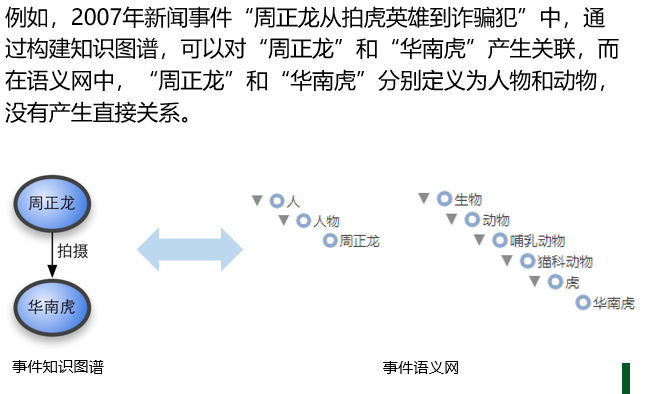 例如，2007年新闻事件“周正龙从拍虎英雄到诈骗犯”中，通
过构建知识图谱，可以对“周正龙”和“华南虎”产生关联，而
在语义网中，“周正龙”和“华南虎”分别定义为人物和动物，
没有产生直接关系。
周正龙
拍摄
华南虎
事件知识图谱
人
人物
周正龙
生物
动物
哺乳动物
猫科动物
虎
华南虎
事件语义网